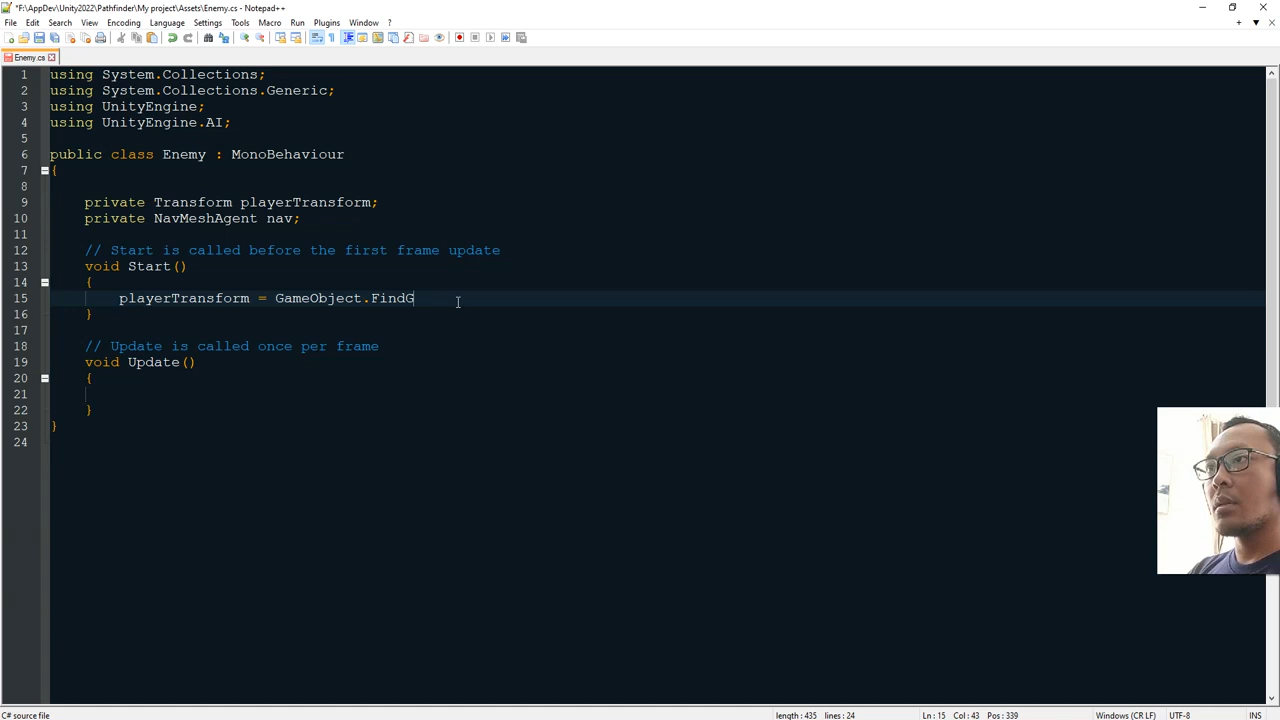 *F:\AppDev\Unity2022\Pathfinder\My project\Assets\Enemy.cs - Notepad++
File Edit Search View Encoding Language Settings Tools Macro Run Plugins Window ?
Enemy.cs
1 using System.Collections;
2 using System.Collections.Generic;
3 using UnityEngine;
4 using UnityEngine.AI;
5
6 public class Enemy : MonoBehaviour
7 {
8
9 private Transform playerTransform;
10 private NavMeshAgent nav;
11
12 // Start is called before the first frame update
13 void Start()
14 {
15 playerTransform = GameObject.FindG
16 }
17
18 // Update is called once per frame
19 void Update()
20 {
21
22 }
23 }
24
C# source file length : 435 lines : 24 Ln : 15 Col : 43 Pos : 339 Windows (CR LF) UTF-8 INS